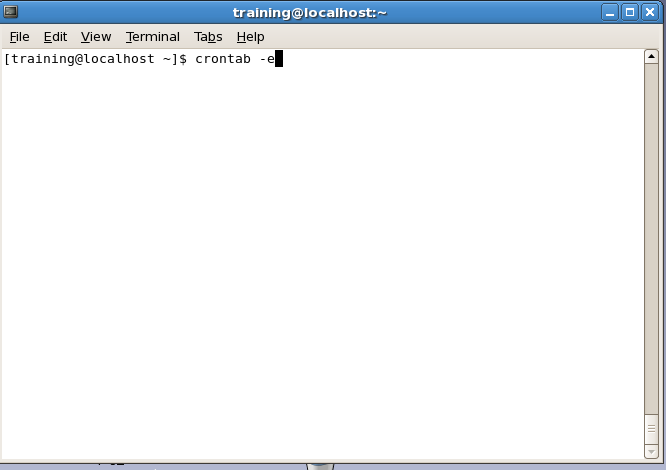 training@localhost:~
File Edit View Terminal Tabs Help
[training@localhost ~]$ crontab -e